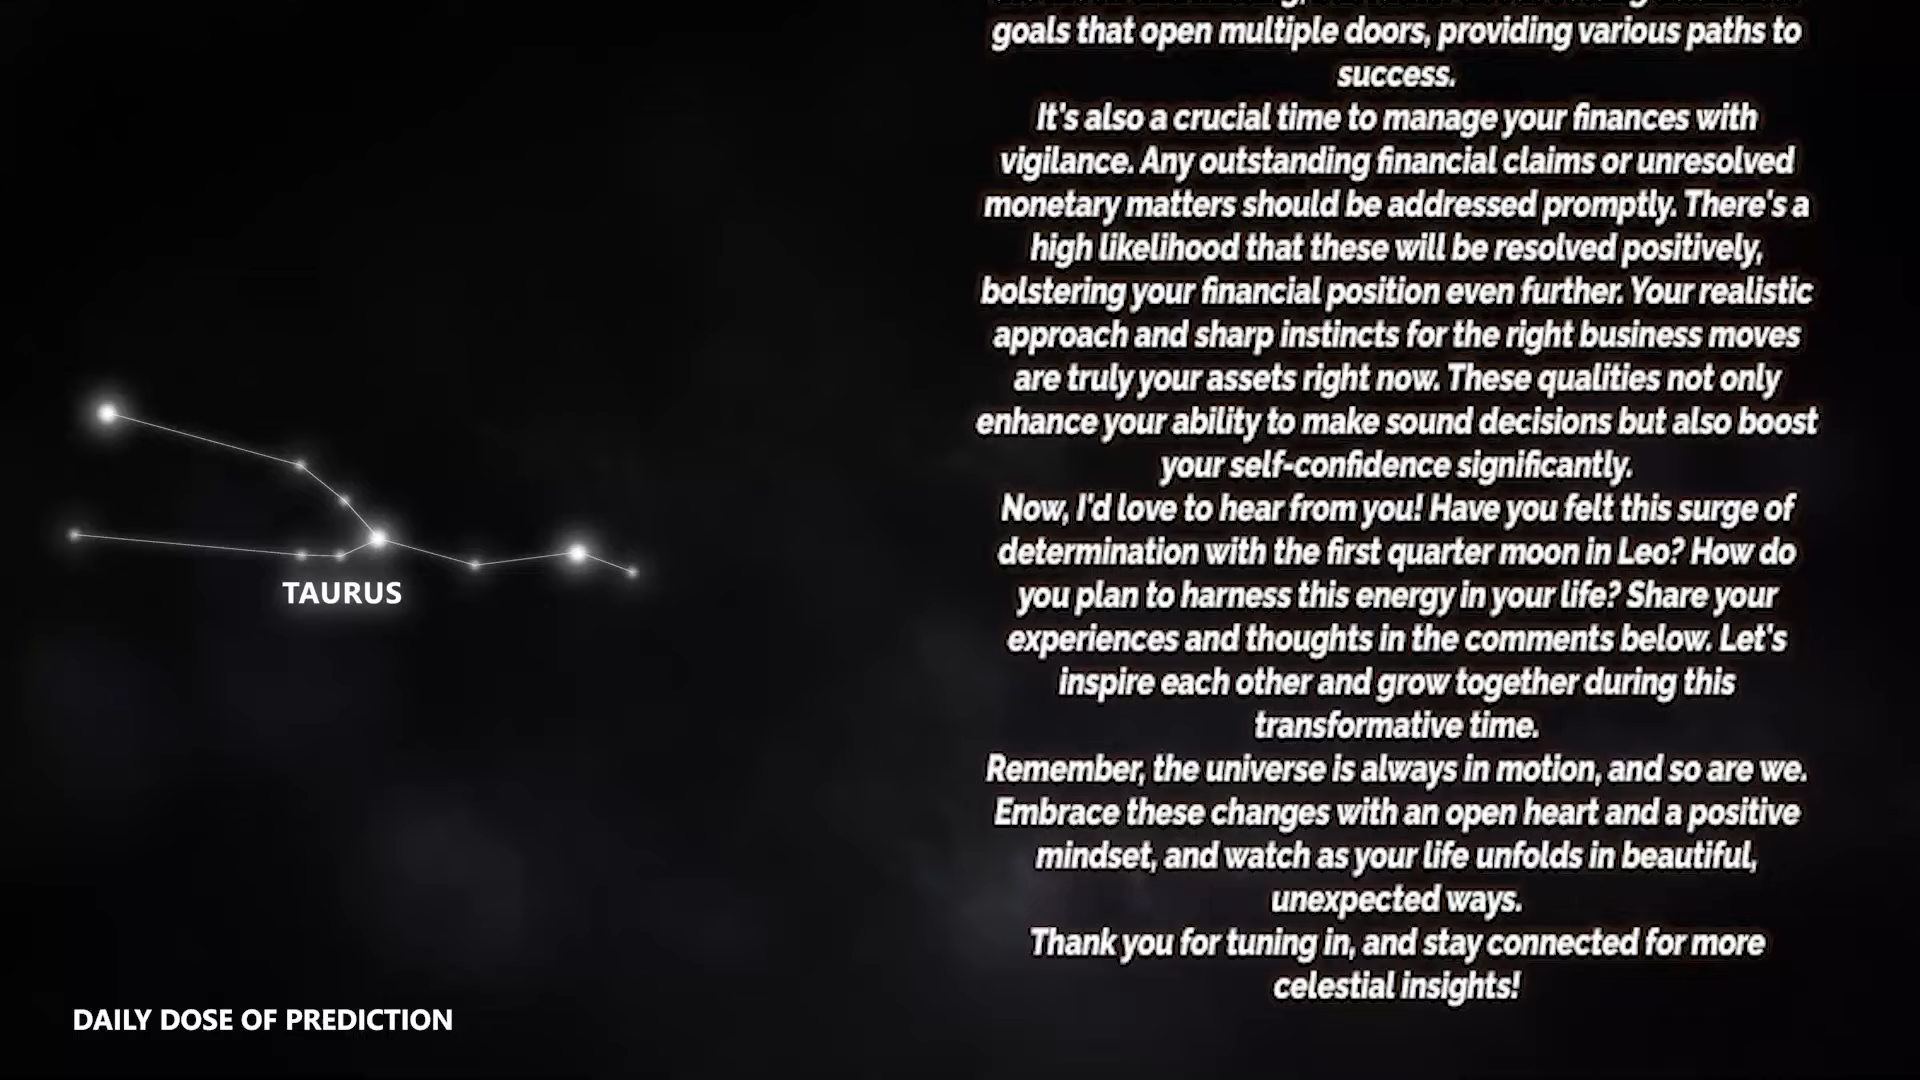 goals that open multiple doors, providing various paths to
success.
It's also a crucial time to manage your finances with
vigilance. Any outstanding financial claims or unresolved
monetary matters should be addressed promptly. There's a
high likelihood that these will be resolved positively,
bolstering your financial position even further. Your realistic
approach and sharp instincts for the right business moves
are truly your assets right now. These qualities not only
enhance your ability to make sound decisions but also boost
your self-confidence significantly.
Now, I'd love to hear from you! Have you felt this surge of
determination with the first quarter moon in Leo? How do
you plan to harness this energy in your life? Share your
experiences and thoughts in the comments below. Let's
inspire each other and grow together during this
transformative time.
Remember, the universe is always in motion, and so are we.
Embrace these changes with an open heart and a positive
mindset, and watch as your life unfolds in beautiful,
unexpected ways.
Thank you for tuning in, and stay connected for more
celestial insights!
TAURUS
DAILY DOSE OF PREDICTION